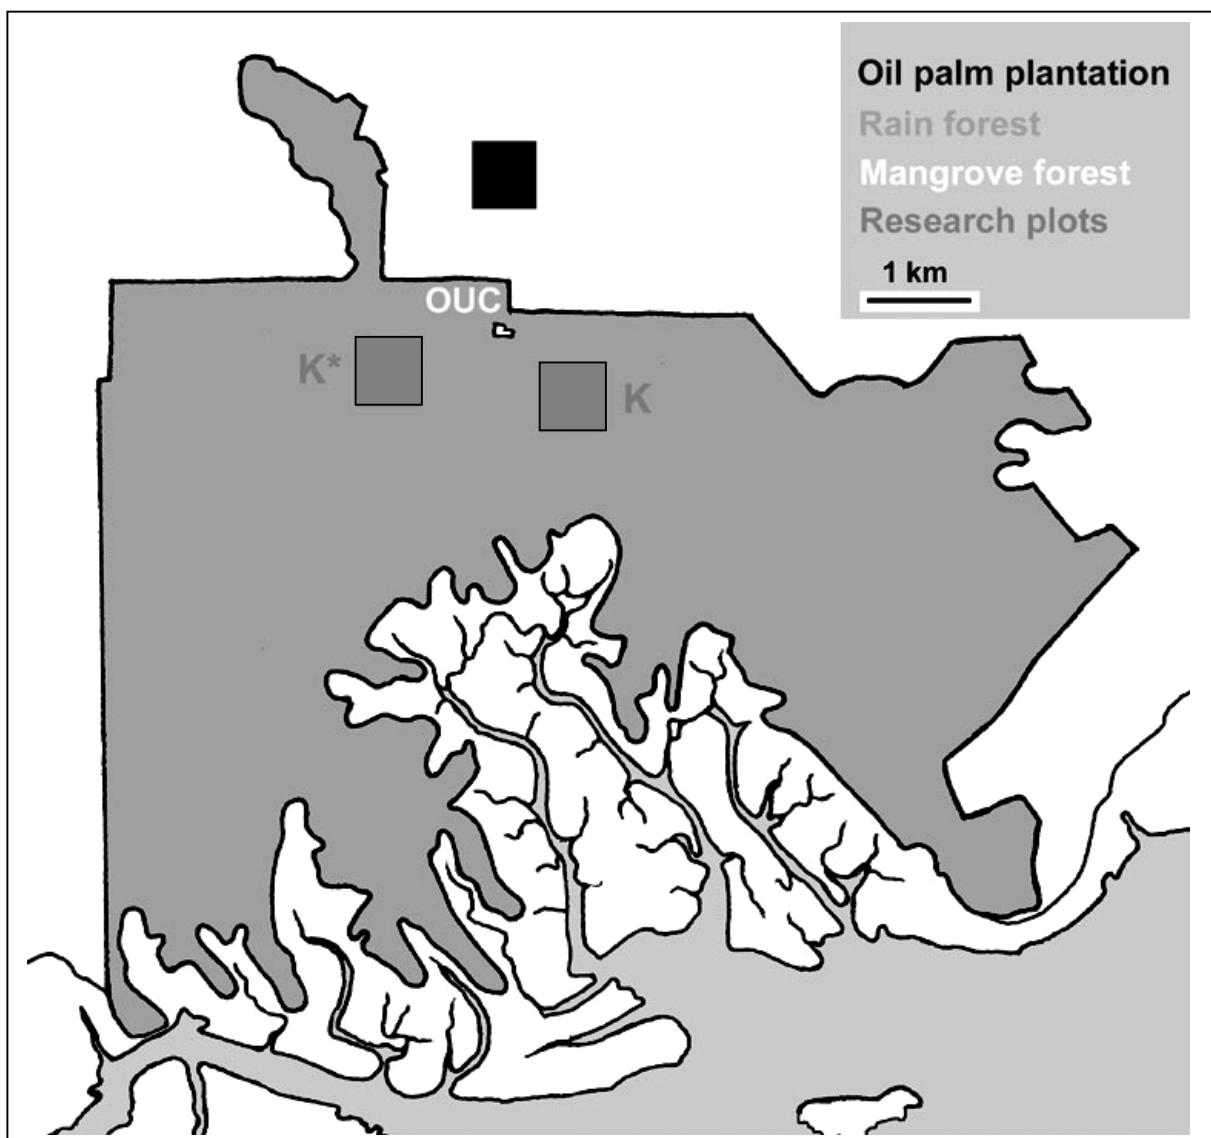 Oil palm plantation
Rain forest
Mangrove forest
Research plots
1 km
OUC
K*
K